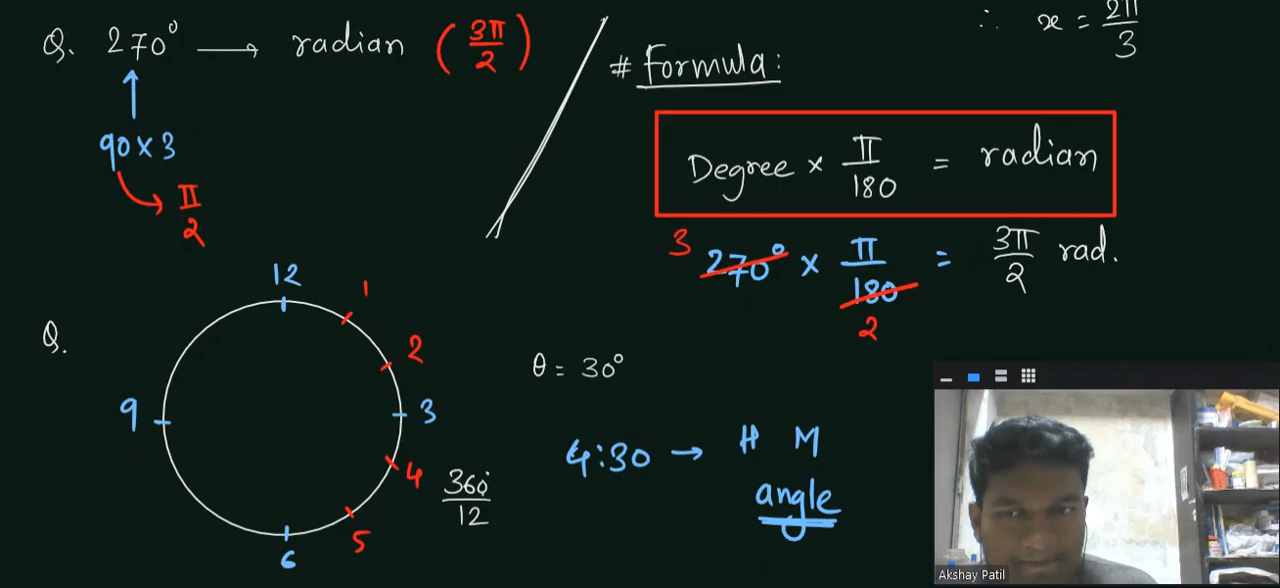 Q. 270° → radian (3π/2)
90 × 3
π/2
∴ x = 2π/3
# Formula:
Degree × π/180 = radian
3
270° × π/180 = 3π/2 rad.
2
Q.
12
1
2
3
4
5
6
9
360°/12
θ = 30°
4:30 → H M
angle
Akshay Patil